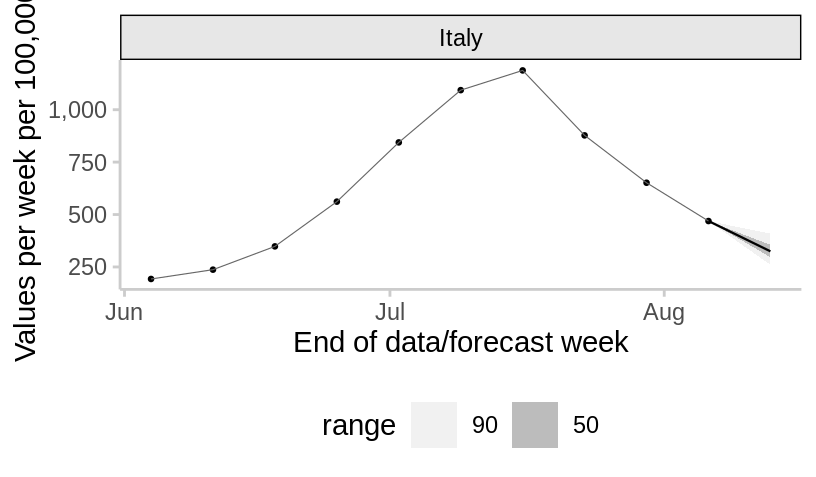 Italy
Values per week per 100,000
1,000
750
500
250
Jun Jul Aug
End of data/forecast week
range 90 50